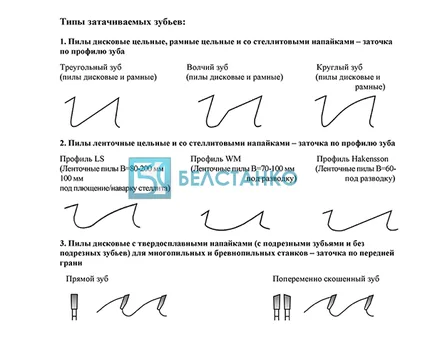 Типы затачиваемых зубьев:
1. Пилы дисковые цельные, рамные цельные и со стеллитовыми напайками – заточка
по профилю зуба
Треугольный зуб
(пилы дисковые и рамные)
Волчий зуб
(пилы дисковые)
Круглый зуб
(пилы дисковые и
рамные)
2. Пилы ленточные цельные и со стеллитовыми напайками – заточка по профилю зуба
Профиль LS
(Ленточные пилы В=80-200 мм
100 мм
под плющение/наварку стеллита)
Профиль WM
(Ленточные пилы В=70-100 мм
под разводку)
Профиль Hakensson
(Ленточные пилы В=60-
под разводку)
БЕЛСТАНКО
3. Пилы дисковые с твердосплавными напайками (с подрезными зубьями и без
подрезных зубьев) для многопильных и бревнопильных станков – заточка по передней
грани
Прямой зуб
Попеременно скошенный зуб